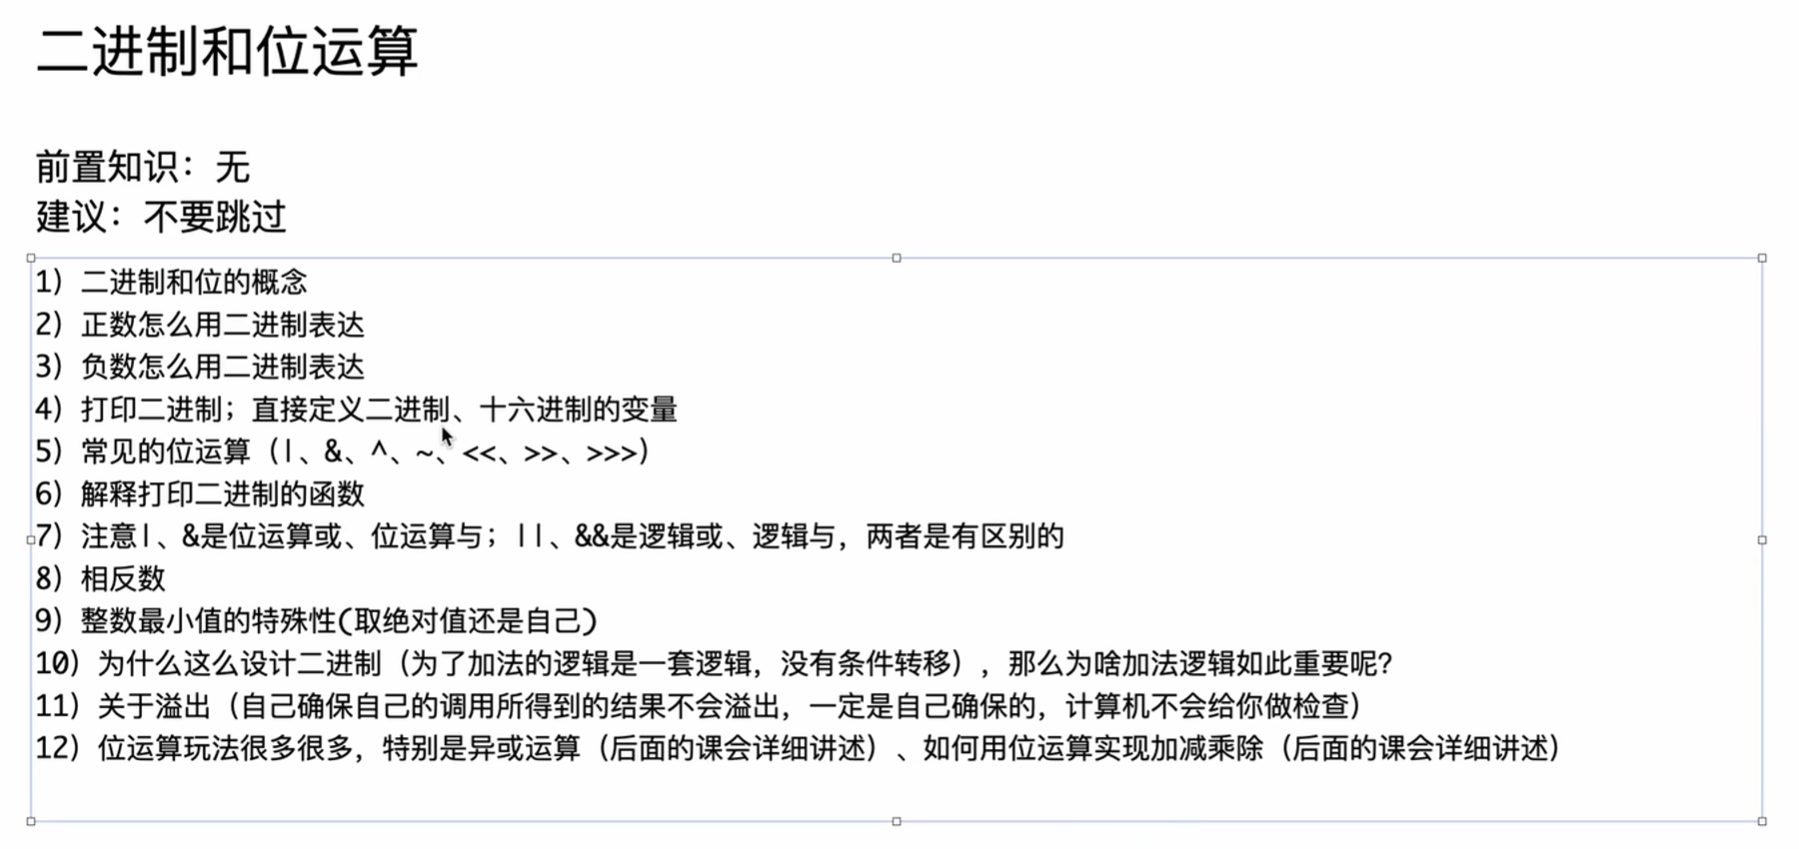 二进制和位运算
前置知识：无
建议：不要跳过
1）二进制和位的概念
2）正数怎么用二进制表达
3）负数怎么用二进制表达
4）打印二进制；直接定义二进制、十六进制的变量
5）常见的位运算（|、&、^、~、<<、>>、>>>）
6）解释打印二进制的函数
7）注意|、&是位运算或、位运算与；||、&&是逻辑或、逻辑与，两者是有区别的
8）相反数
9）整数最小值的特殊性(取绝对值还是自己)
10）为什么这么设计二进制（为了加法的逻辑是一套逻辑，没有条件转移），那么为啥加法逻辑如此重要呢?
11）关于溢出（自己确保自己的调用所得到的结果不会溢出，一定是自己确保的，计算机不会给你做检查）
12）位运算玩法很多很多，特别是异或运算（后面的课会详细讲述）、如何用位运算实现加减乘除（后面的课会详细讲述）